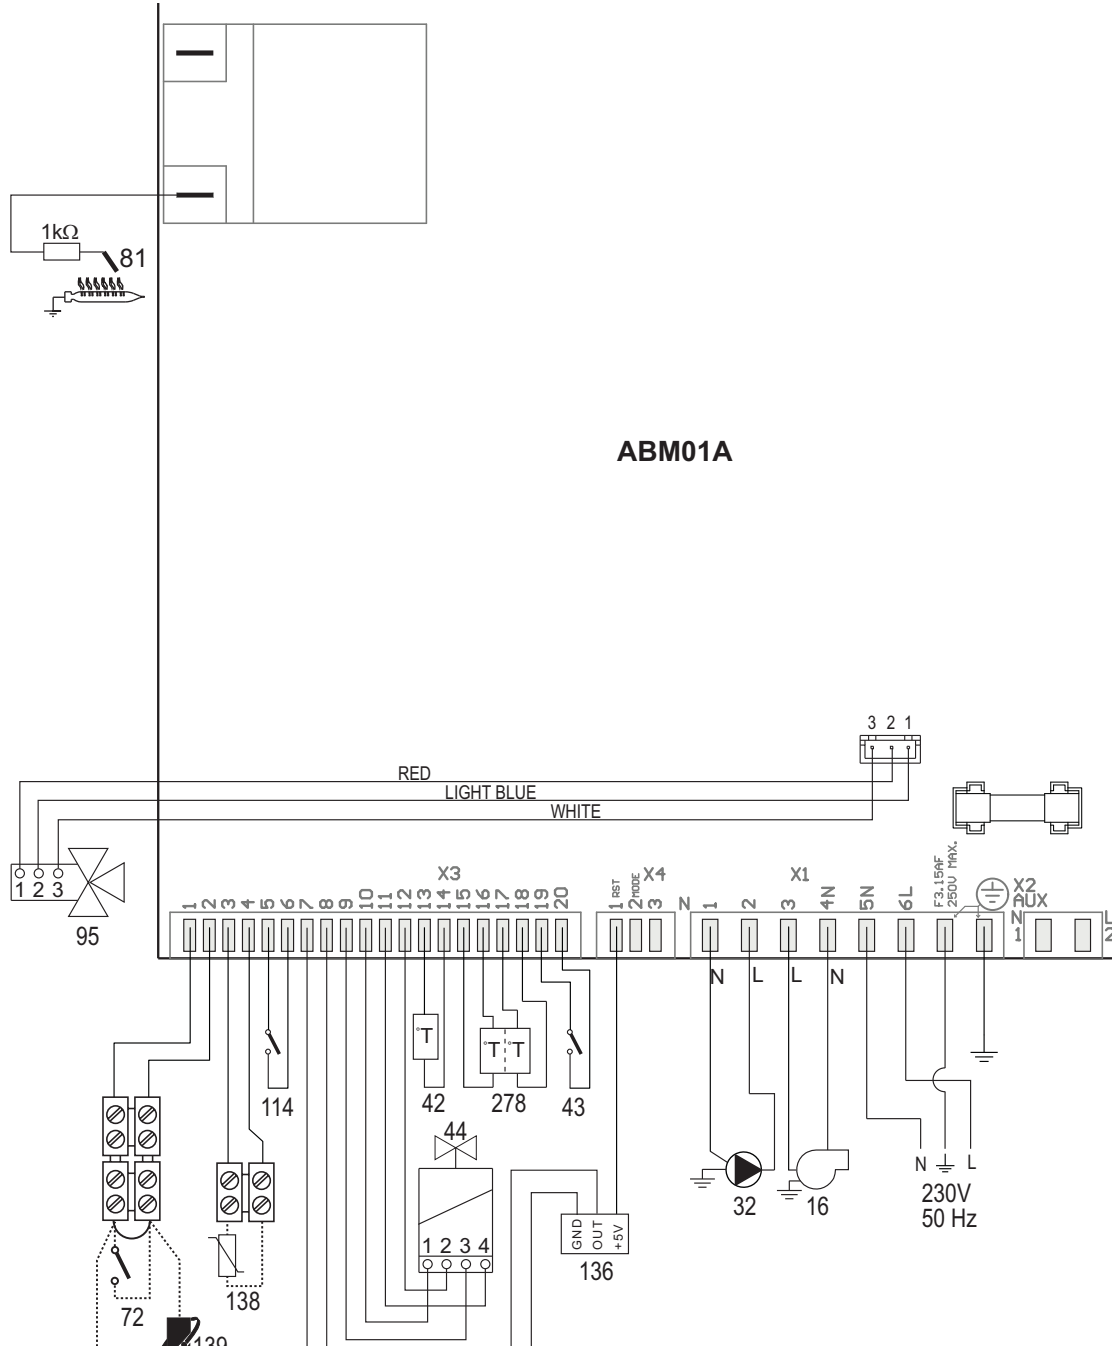 1kΩ
81
ABM01A
3 2 1
RED
LIGHT BLUE
WHITE
1 2 3
95
X3
1 2 3 4 5 6 7 8 9 10 11 12 13 14 15 16 17 18 19 20
X4
1 RST
2 MODE
3
X1
N 1 2 3 4N 5N 6L
F3.15AF
250V MAX.
X2
AUX
N
1
L
2
N L L N
°T
°T °T
114
42
278
43
44
1 2 3 4
GND
OUT
+5V
136
32
16
N L
230V
50 Hz
72
138
139